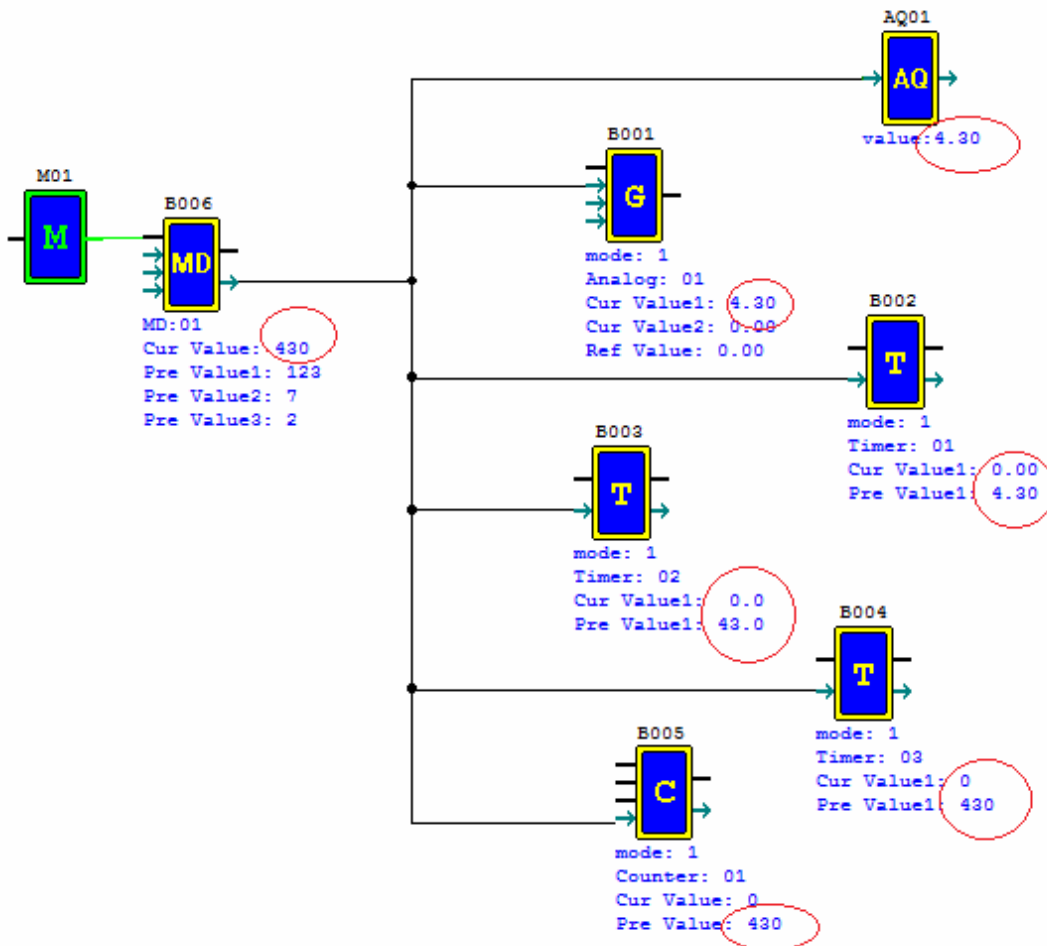 AQ01
AQ
value:4.30
B001
G
mode: 1
Analog: 01
Cur Value1: 4.30
Cur Value2: 0.00
Ref Value: 0.00
M01
M
B006
MD
MD:01
Cur Value: 430
Pre Value1: 123
Pre Value2: 7
Pre Value3: 2
B002
T
mode: 1
Timer: 01
Cur Value1: 0.00
Pre Value1: 4.30
B003
T
mode: 1
Timer: 02
Cur Value1: 0.0
Pre Value1: 43.0
B004
T
mode: 1
Timer: 03
Cur Value1: 0
Pre Value1: 430
B005
C
mode: 1
Counter: 01
Cur Value: 0
Pre Value: 430